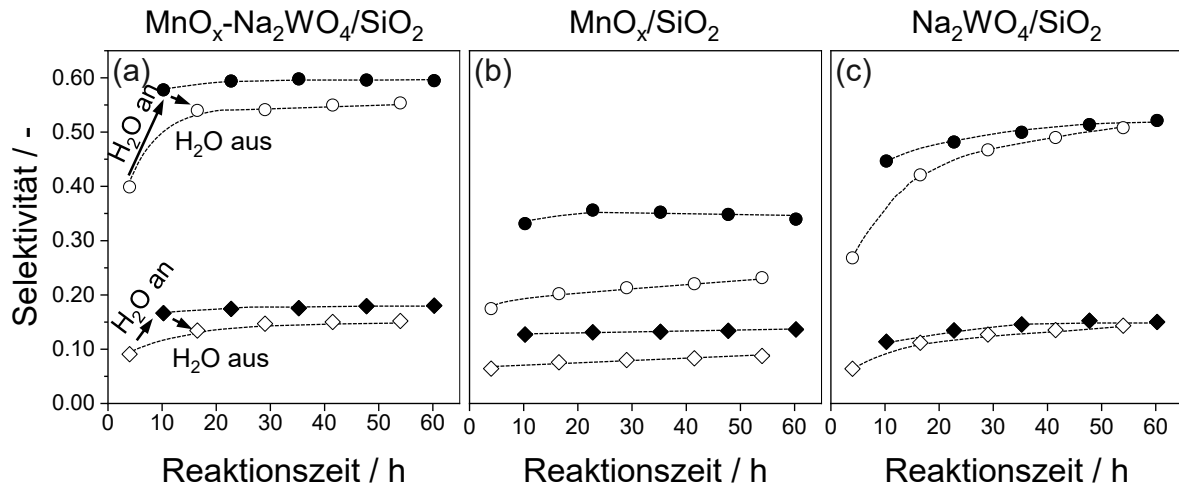 MnOₓ-Na₂WO₄/SiO₂
MnOₓ/SiO₂
Na₂WO₄/SiO₂
Selektivität / -
0.60
0.50
0.40
0.30
0.20
0.10
0.00
(a)
H₂O an
H₂O aus
H₂O an
H₂O aus
0 10 20 30 40 50 60
Reaktionszeit / h
(b)
0 10 20 30 40 50 60
Reaktionszeit / h
(c)
0 10 20 30 40 50 60
Reaktionszeit / h